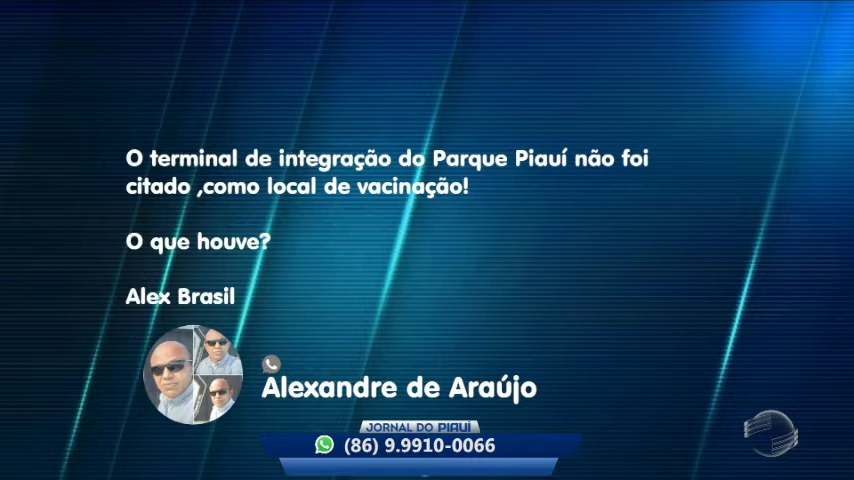 O terminal de integração do Parque Piauí não foi
citado ,como local de vacinação!
O que houve?
Alex Brasil
Alexandre de Araújo
JORNAL DO PIAUÍ
(86) 9.9910-0066